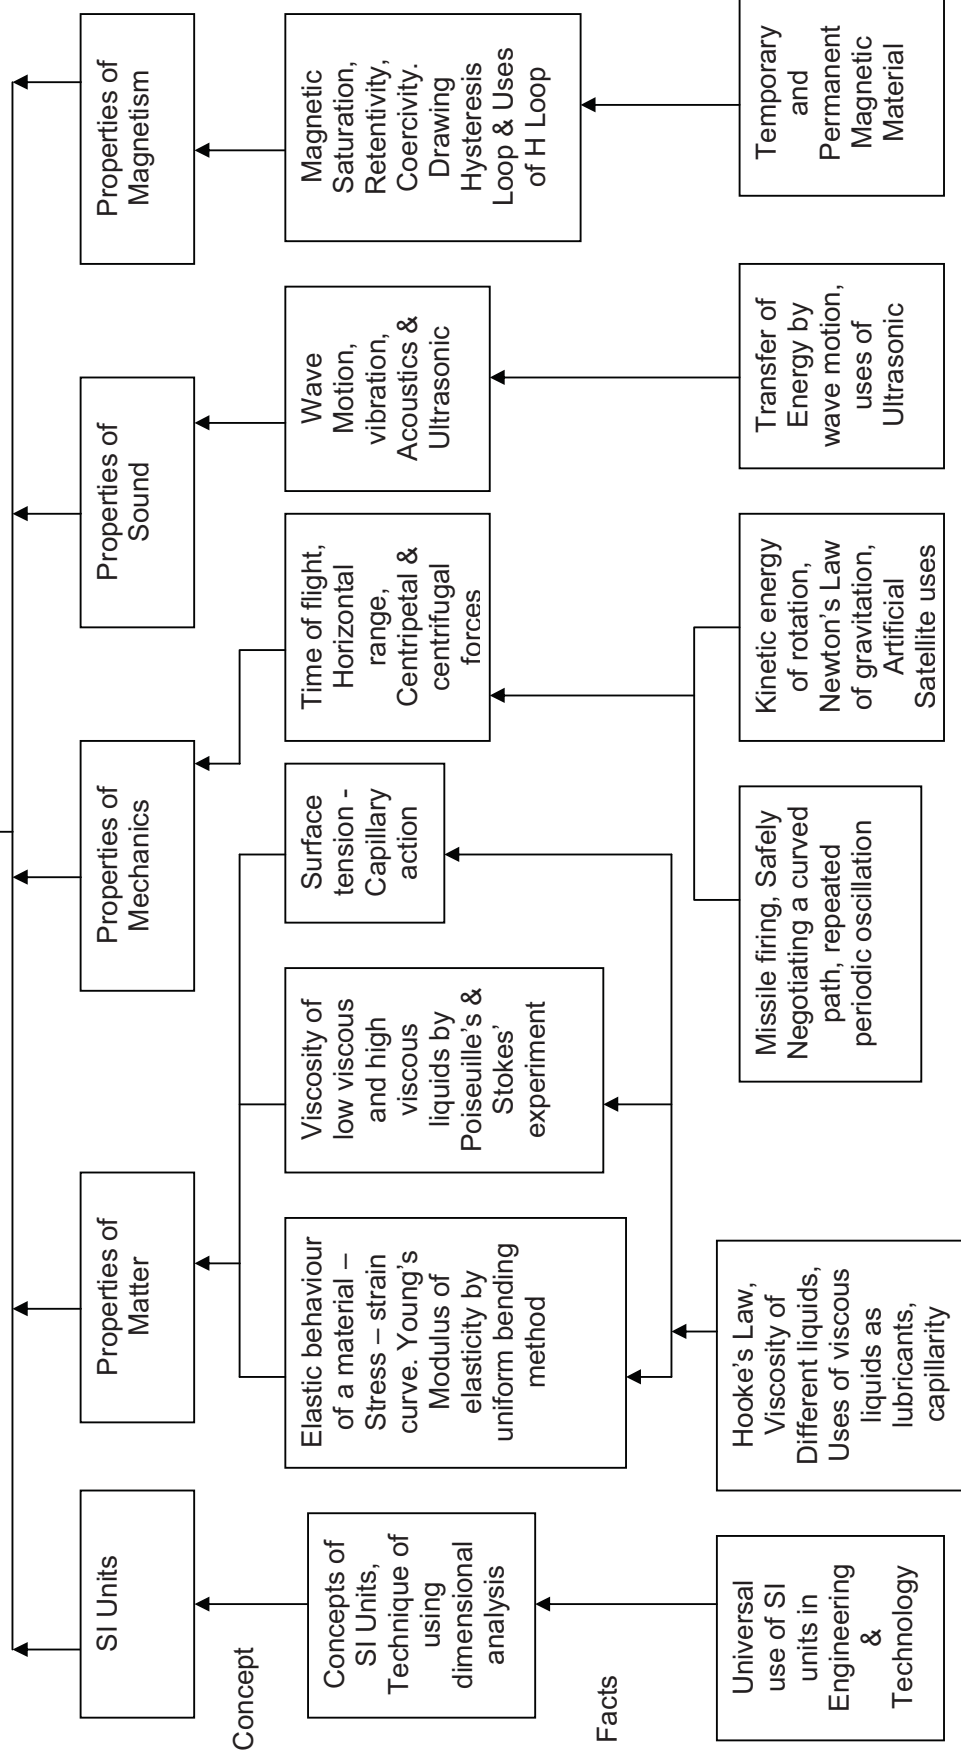 SI Units
Properties of
Matter
Properties of
Mechanics
Properties of
Sound
Properties of
Magnetism
Concept
Concepts of
SI Units,
Technique of
using
dimensional
analysis
Elastic behaviour
of a material –
Stress – strain
curve. Young's
Modulus of
elasticity by
uniform bending
method
Viscosity of
low viscous
and high
viscous
liquids by
Poiseuille's &
Stokes'
experiment
Surface
tension -
Capillary
action
Time of flight,
Horizontal
range,
Centripetal &
centrifugal
forces
Wave
Motion,
vibration,
Acoustics &
Ultrasonic
Magnetic
Saturation,
Retentivity,
Coercivity.
Drawing
Hysteresis
Loop & Uses
of H Loop
Facts
Universal
use of SI
units in
Engineering
&
Technology
Hooke's Law,
Viscosity of
Different liquids,
Uses of viscous
liquids as
lubricants,
capillarity
Missile firing, Safely
Negotiating a curved
path, repeated
periodic oscillation
Kinetic energy
of rotation,
Newton's Law
of gravitation,
Artificial
Satellite uses
Transfer of
Energy by
wave motion,
uses of
Ultrasonic
Temporary
and
Permanent
Magnetic
Material